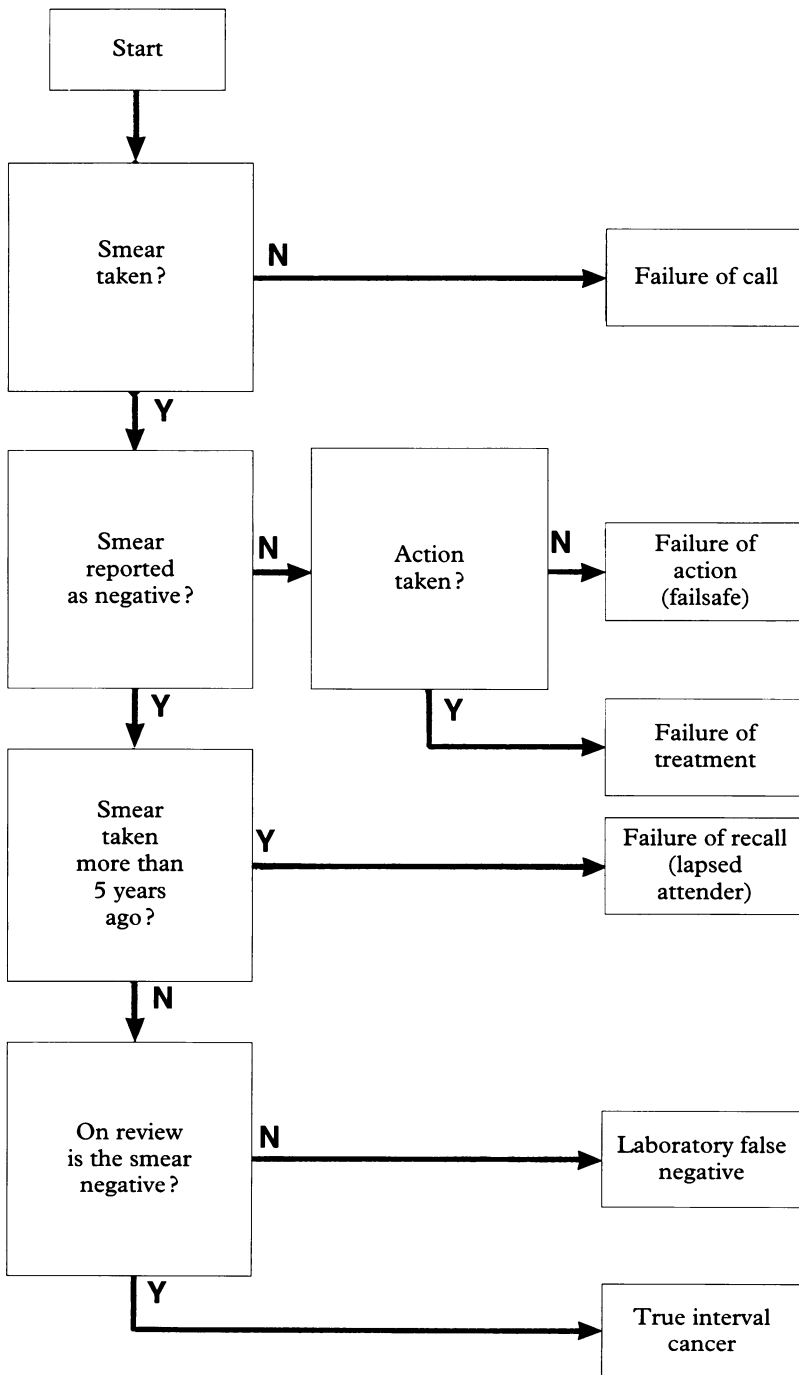 Start
Smear
taken?
N
Failure of call
Y
Smear
reported
as negative?
N
Action
taken?
N
Failure of
action
(failsafe)
Y
Failure of
treatment
Y
Smear
taken
more than
5 years
ago?
Y
Failure of recall
(lapsed
attender)
N
On review
is the smear
negative?
N
Laboratory false
negative
Y
True interval
cancer